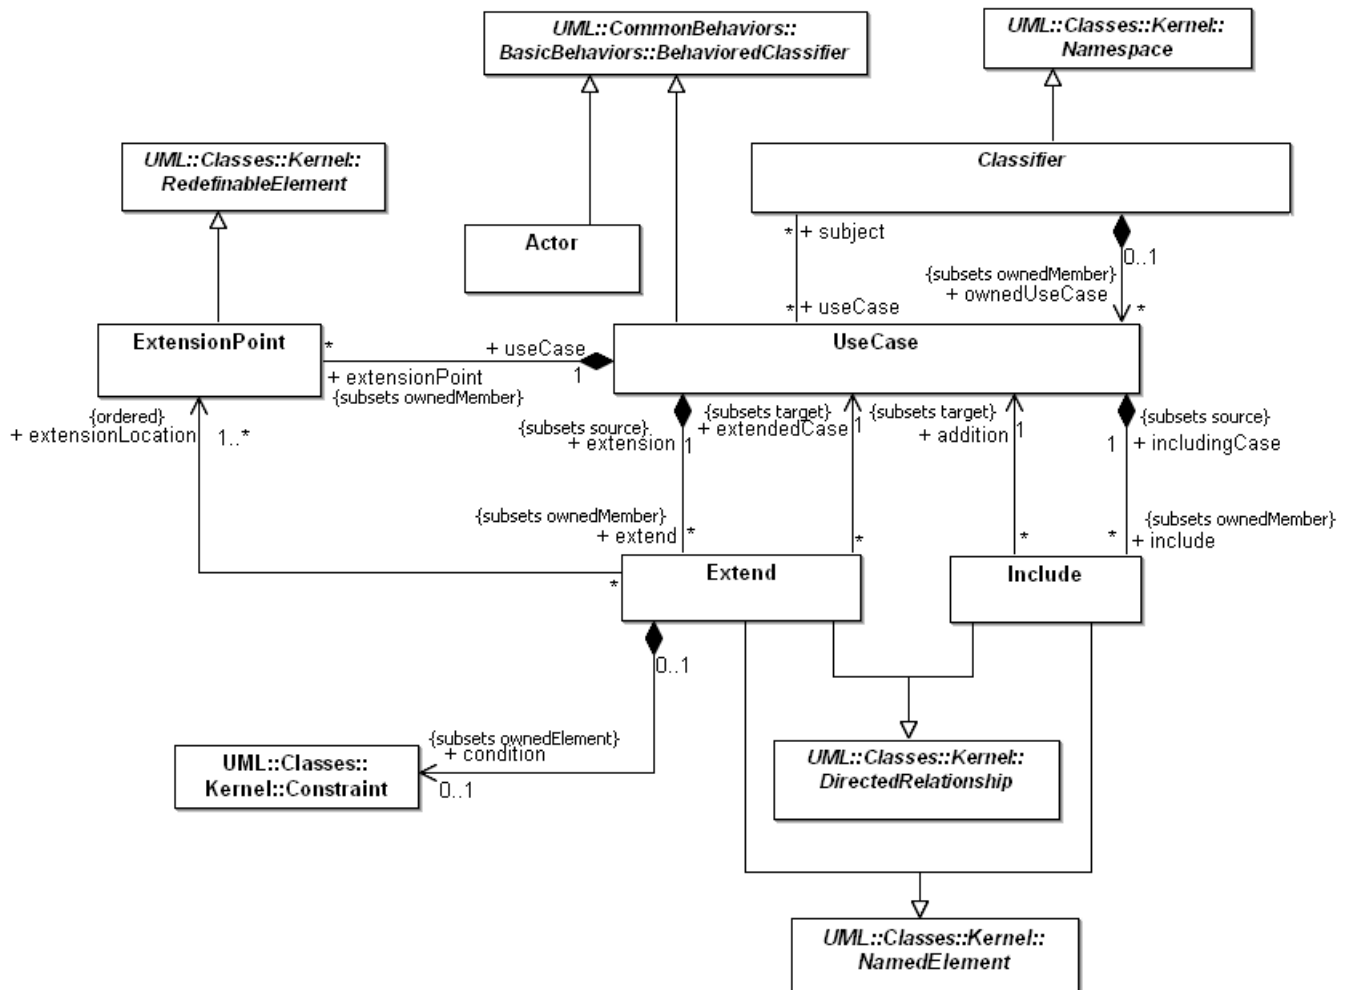 UML::CommonBehaviors::
BasicBehaviors::BehavioredClassifier
UML::Classes::Kernel::
Namespace
UML::Classes::Kernel::
RedefinableElement
Classifier
Actor
* + subject
0..1
{subsets ownedMember}
+ ownedUseCase
* + useCase
*
ExtensionPoint
*
+ useCase
1
+ extensionPoint
{subsets ownedMember}
UseCase
{ordered}
+ extensionLocation
1..*
{subsets source}
+ extension
1
{subsets target}
+ extendedCase
1
{subsets target}
+ addition
1
{subsets source}
1
+ includingCase
{subsets ownedMember}
+ extend
*
*
*
*
{subsets ownedMember}
+ include
Extend
*
Include
0..1
{subsets ownedElement}
+ condition
0..1
UML::Classes::
Kernel::Constraint
UML::Classes::Kernel::
DirectedRelationship
UML::Classes::Kernel::
NamedElement